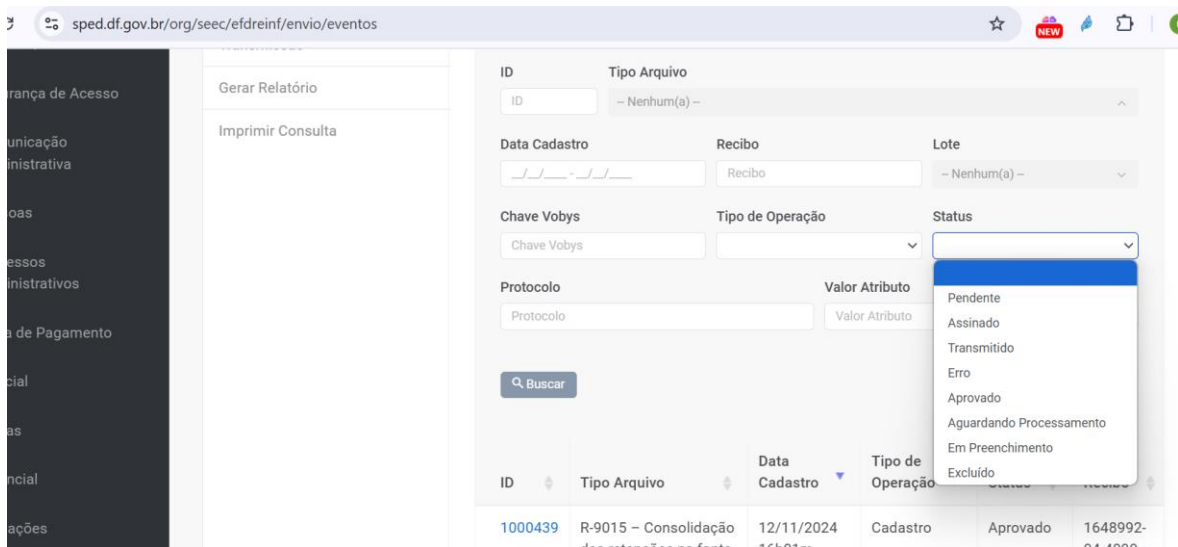 sped.df.gov.br/org/seec/efdreinf/envio/eventos
NEW
rança de Acesso
unicação
inistrativa
oas
essos
inistrativos
a de Pagamento
cial
as
ncial
ações
Gerar Relatório
Imprimir Consulta
ID Tipo Arquivo
ID -- Nenhum(a) --
Data Cadastro Recibo Lote
__/__/____ - __/__/____ Recibo -- Nenhum(a) --
Chave Vobys Tipo de Operação Status
Chave Vobys
Protocolo Valor Atributo
Protocolo Valor Atributo
Pendente
Assinado
Transmitido
Erro
Aprovado
Aguardando Processamento
Em Preenchimento
Excluído
Buscar
ID Tipo Arquivo Data Cadastro Tipo de Operação
1000439 R-9015 – Consolidação 12/11/2024 Cadastro Aprovado 1648992-